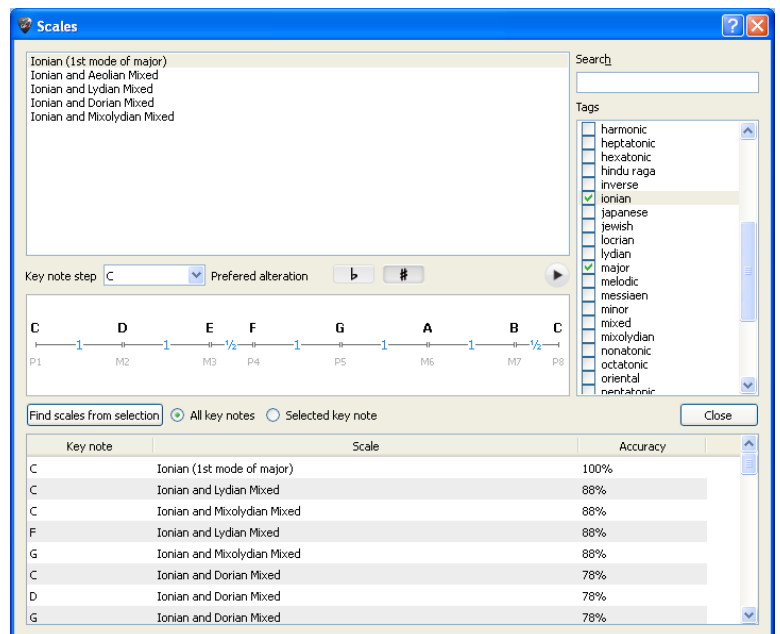 Scales
Ionian (1st mode of major)
Ionian and Aeolian Mixed
Ionian and Lydian Mixed
Ionian and Dorian Mixed
Ionian and Mixolydian Mixed
Search
Tags
harmonic
heptatonic
hexatonic
hindu raga
inverse
ionian
japanese
jewish
locrian
lydian
major
melodic
messiaen
minor
mixed
mixolydian
nonatonic
octatonic
oriental
pentatonic
Key note step C Prefered alteration ♭ #
C D E F G A B C
1 1 ½ 1 1 1 ½
P1 M2 M3 P4 P5 M6 M7 P8
Find scales from selection All key notes Selected key note Close
Key note Scale Accuracy
C Ionian (1st mode of major) 100%
C Ionian and Lydian Mixed 88%
C Ionian and Mixolydian Mixed 88%
F Ionian and Lydian Mixed 88%
G Ionian and Mixolydian Mixed 88%
C Ionian and Dorian Mixed 78%
D Ionian and Dorian Mixed 78%
G Ionian and Dorian Mixed 78%